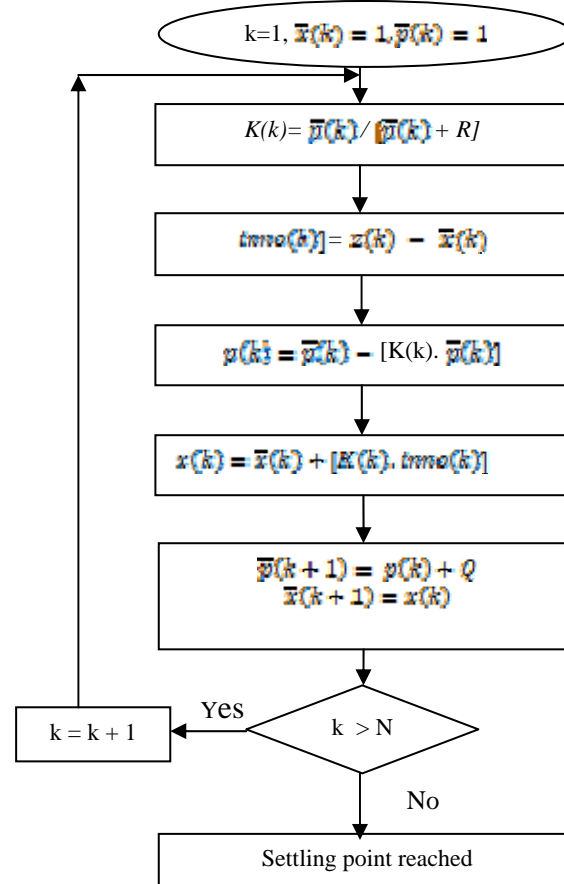 k=1, x̅(k) = 1, p̅(k) = 1
K(k)= p̅(k) / [p̅(k) + R]
inno(k)] = z(k) − x̅(k)
p(k) = p̅(k) − [K(k). p̅(k)]
x(k) = x̅(k) + [K(k). inno(k)]
p̅(k + 1) = p(k) + Q
x̅(k + 1) = x(k)
k > N
Yes
k = k + 1
No
Settling point reached